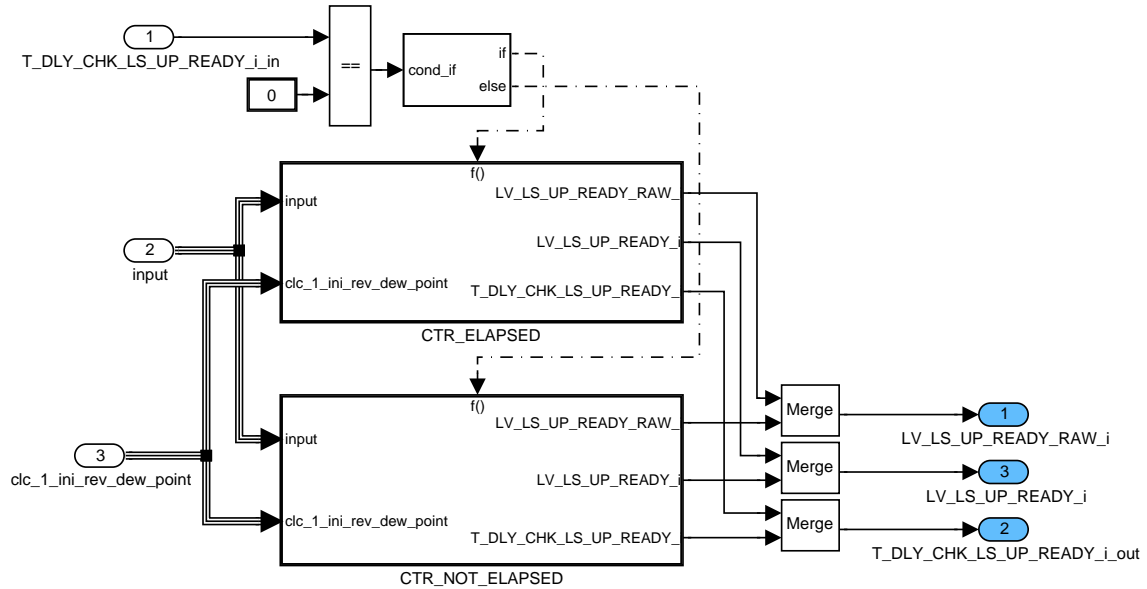 1
T_DLY_CHK_LS_UP_READY_i_in
0
==
cond_if
if
else
f()
input
LV_LS_UP_READY_RAW_
LV_LS_UP_READY_i
clc_1_ini_rev_dew_point
T_DLY_CHK_LS_UP_READY_
CTR_ELAPSED
2
input
f()
input
LV_LS_UP_READY_RAW_
LV_LS_UP_READY_i
clc_1_ini_rev_dew_point
T_DLY_CHK_LS_UP_READY_
CTR_NOT_ELAPSED
3
clc_1_ini_rev_dew_point
Merge
1
LV_LS_UP_READY_RAW_i
Merge
3
LV_LS_UP_READY_i
Merge
2
T_DLY_CHK_LS_UP_READY_i_out